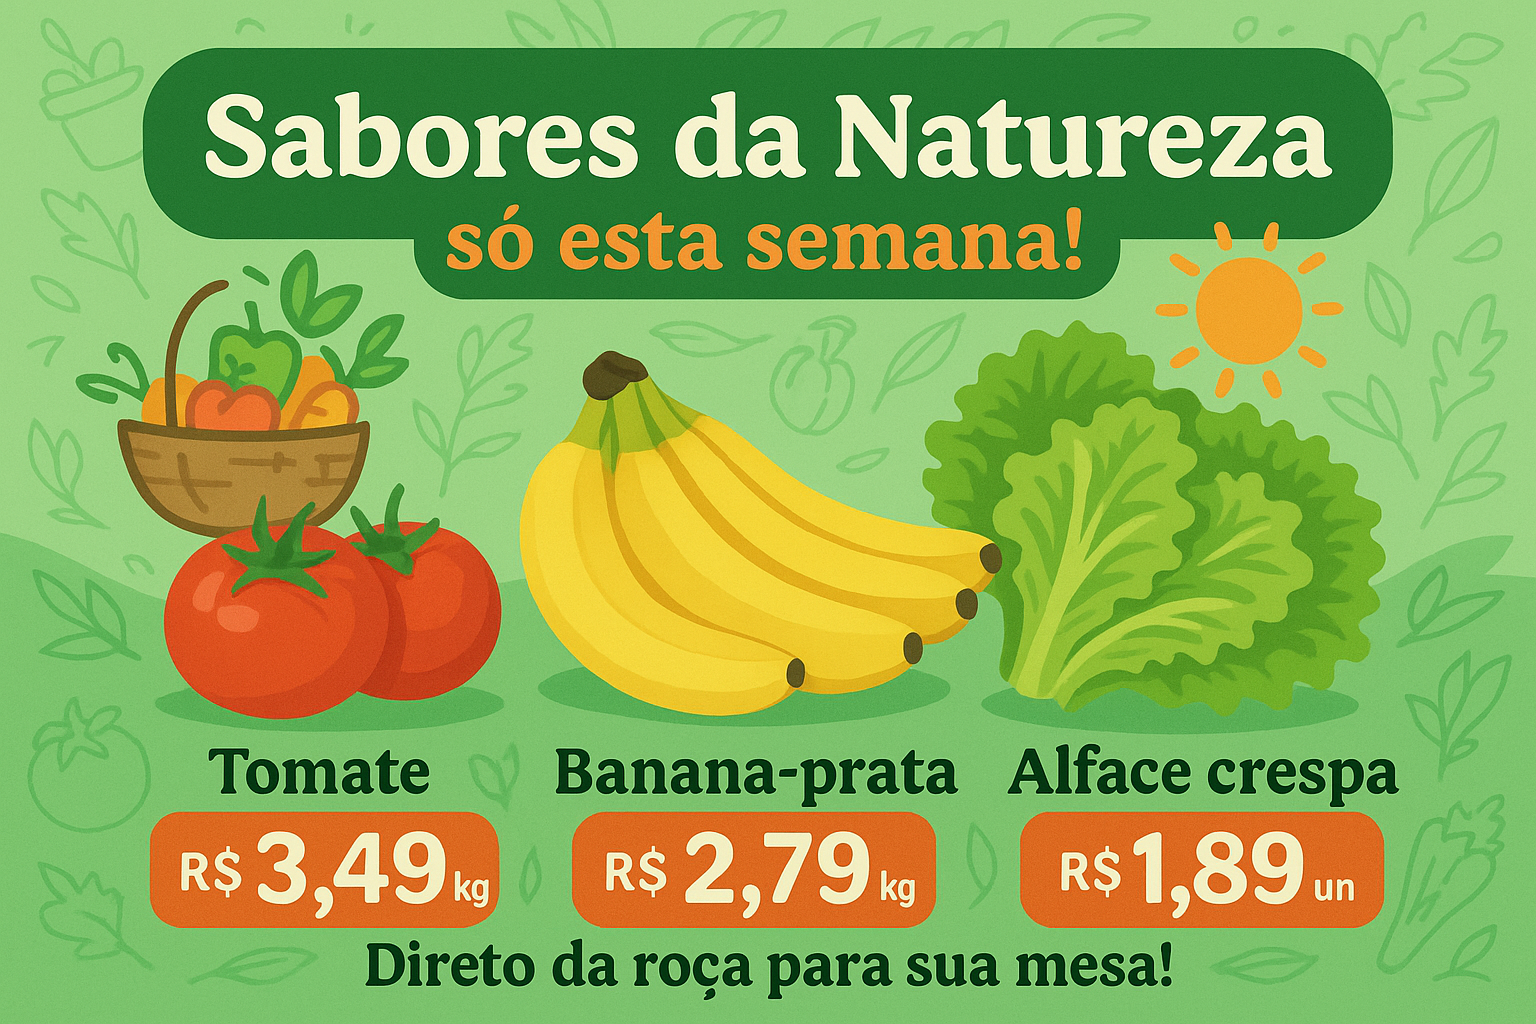 Sabores da Natureza
só esta semana!
Tomate
R$ 3,49 kg
Banana-prata
R$ 2,79 kg
Alface crespa
R$ 1,89 un
Direto da roça para sua mesa!